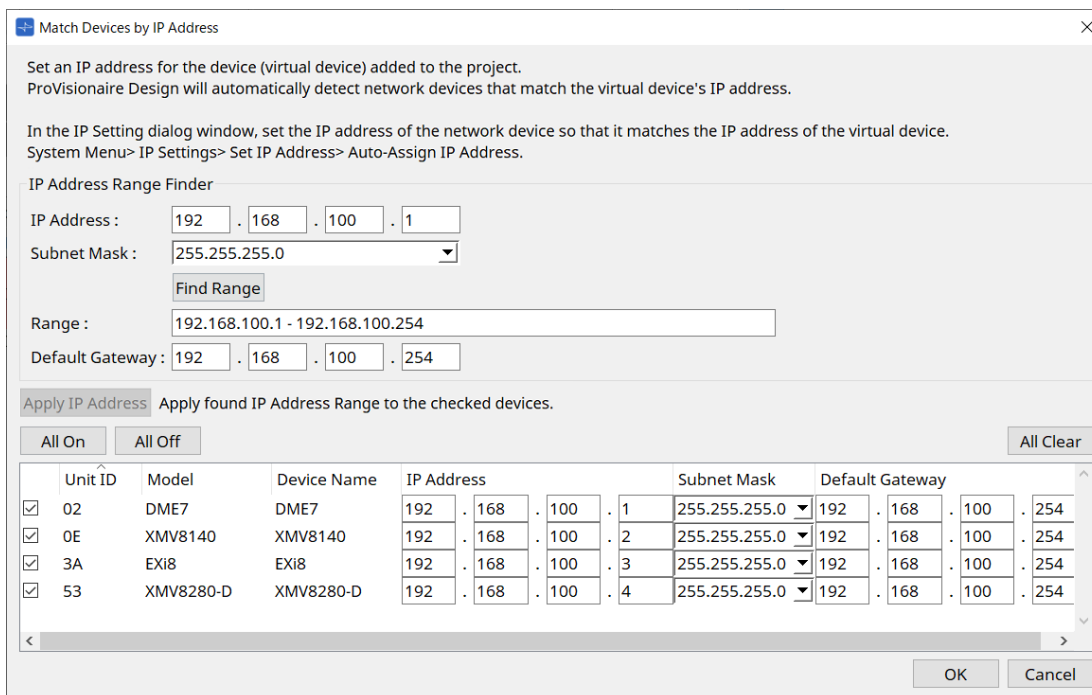 Match Devices by IP Address
Set an IP address for the device (virtual device) added to the project.
ProVisionaire Design will automatically detect network devices that match the virtual device's IP address.
In the IP Setting dialog window, set the IP address of the network device so that it matches the IP address of the virtual device.
System Menu> IP Settings> Set IP Address> Auto-Assign IP Address.
IP Address Range Finder
IP Address : 192 . 168 . 100 . 1
Subnet Mask : 255.255.255.0
Find Range
Range : 192.168.100.1 - 192.168.100.254
Default Gateway : 192 . 168 . 100 . 254
Apply IP Address Apply found IP Address Range to the checked devices.
All On All Off All Clear
Unit ID Model Device Name IP Address Subnet Mask Default Gateway
02 DME7 DME7 192 . 168 . 100 . 1 255.255.255.0 192 . 168 . 100 . 254
0E XMV8140 XMV8140 192 . 168 . 100 . 2 255.255.255.0 192 . 168 . 100 . 254
3A EXi8 EXi8 192 . 168 . 100 . 3 255.255.255.0 192 . 168 . 100 . 254
53 XMV8280-D XMV8280-D 192 . 168 . 100 . 4 255.255.255.0 192 . 168 . 100 . 254
OK Cancel